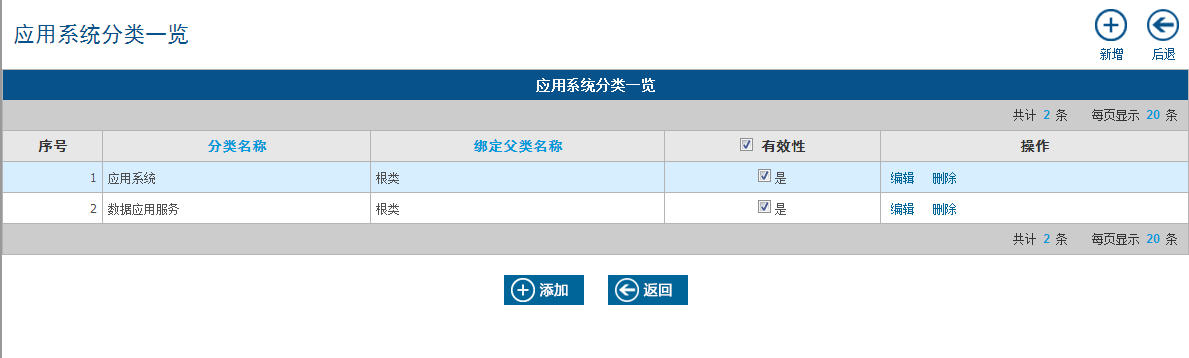 应用系统分类一览
新增 后退
应用系统分类一览
共计 2 条 每页显示 20 条
序号 分类名称 绑定父类名称 有效性 操作
1 应用系统 根类 是 编辑 删除
2 数据应用服务 根类 是 编辑 删除
共计 2 条 每页显示 20 条
添加 返回